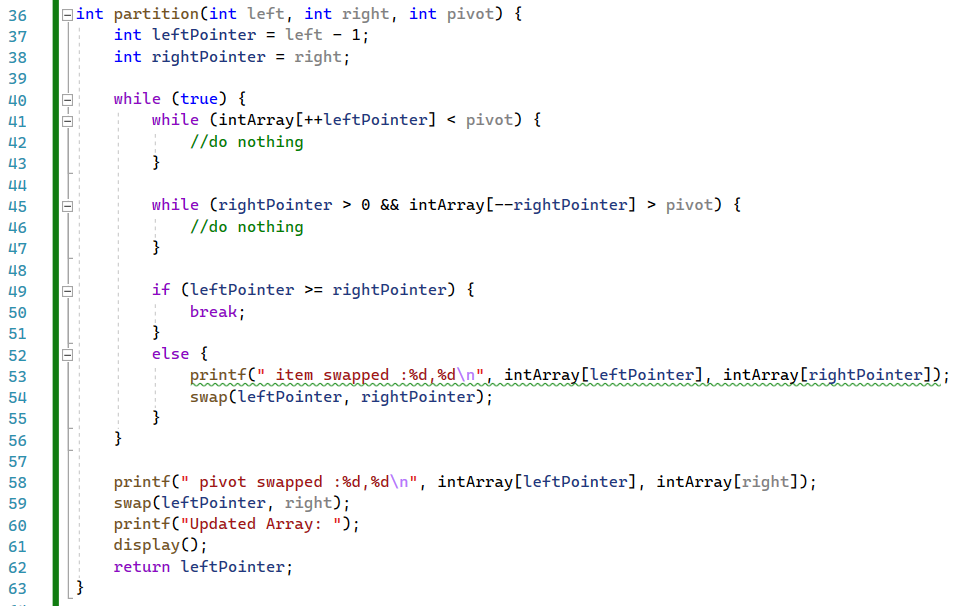 36 int partition(int left, int right, int pivot) {
37     int leftPointer = left - 1;
38     int rightPointer = right;
39
40     while (true) {
41         while (intArray[++leftPointer] < pivot) {
42             //do nothing
43         }
44
45         while (rightPointer > 0 && intArray[--rightPointer] > pivot) {
46             //do nothing
47         }
48
49         if (leftPointer >= rightPointer) {
50             break;
51         }
52         else {
53             printf(" item swapped :%d,%d\n", intArray[leftPointer], intArray[rightPointer]);
54             swap(leftPointer, rightPointer);
55         }
56     }
57
58     printf(" pivot swapped :%d,%d\n", intArray[leftPointer], intArray[right]);
59     swap(leftPointer, right);
60     printf("Updated Array: ");
61     display();
62     return leftPointer;
63 }